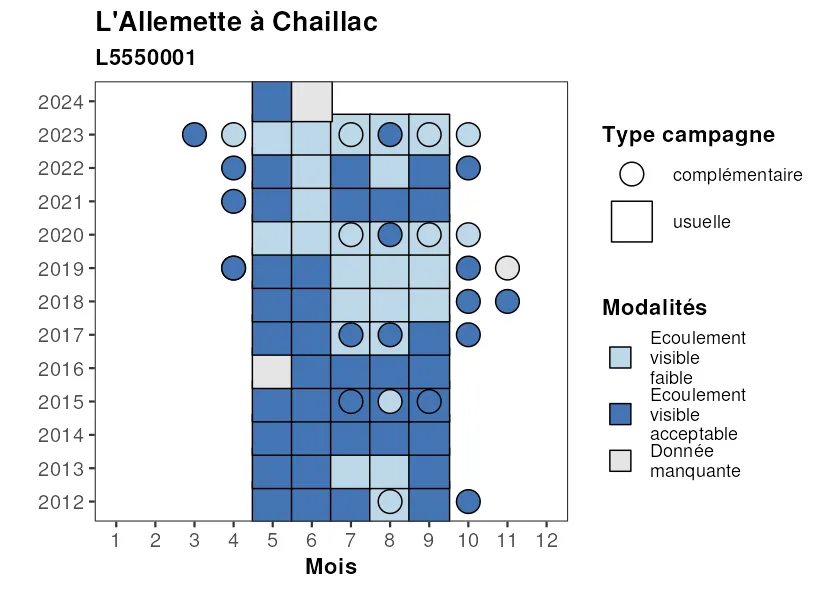 L'Allemette à Chaillac
L5550001
2024
2023
2022
2021
2020
2019
2018
2017
2016
2015
2014
2013
2012
1 2 3 4 5 6 7 8 9 10 11 12
Mois
Type campagne
complémentaire
usuelle
Modalités
Ecoulement
visible
faible
Ecoulement
visible
acceptable
Donnée
manquante